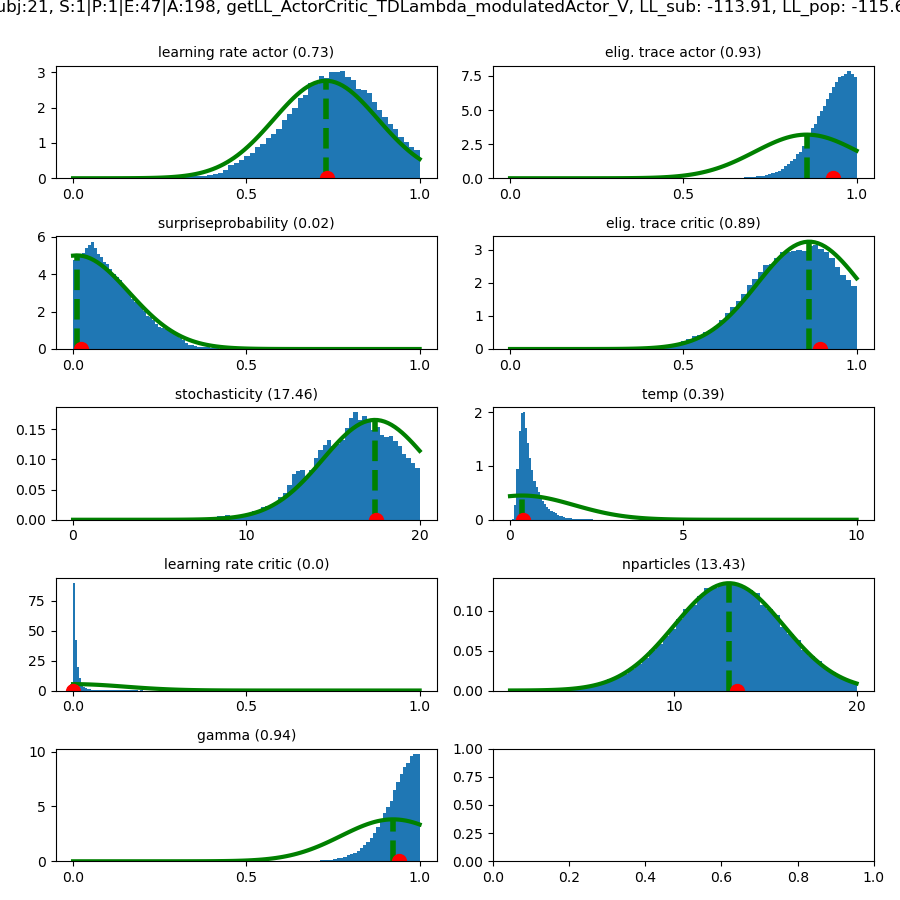 ubj:21, S:1|P:1|E:47|A:198, getLL_ActorCritic_TDLambda_modulatedActor_V, LL_sub: -113.91, LL_pop: -115.6
learning rate actor (0.73)
elig. trace actor (0.93)
3
2
1
0
0.0 0.5 1.0
7.5
5.0
2.5
0.0
0.0 0.5 1.0
surpriseprobability (0.02)
elig. trace critic (0.89)
6
4
2
0
0.0 0.5 1.0
3
2
1
0
0.0 0.5 1.0
stochasticity (17.46)
temp (0.39)
0.15
0.10
0.05
0.00
0 10 20
2
1
0
0 5 10
learning rate critic (0.0)
nparticles (13.43)
75
50
25
0
0.0 0.5 1.0
0.10
0.05
0.00
10 20
gamma (0.94)
10
5
0
0.0 0.5 1.0
1.00
0.75
0.50
0.25
0.00
0.0 0.2 0.4 0.6 0.8 1.0